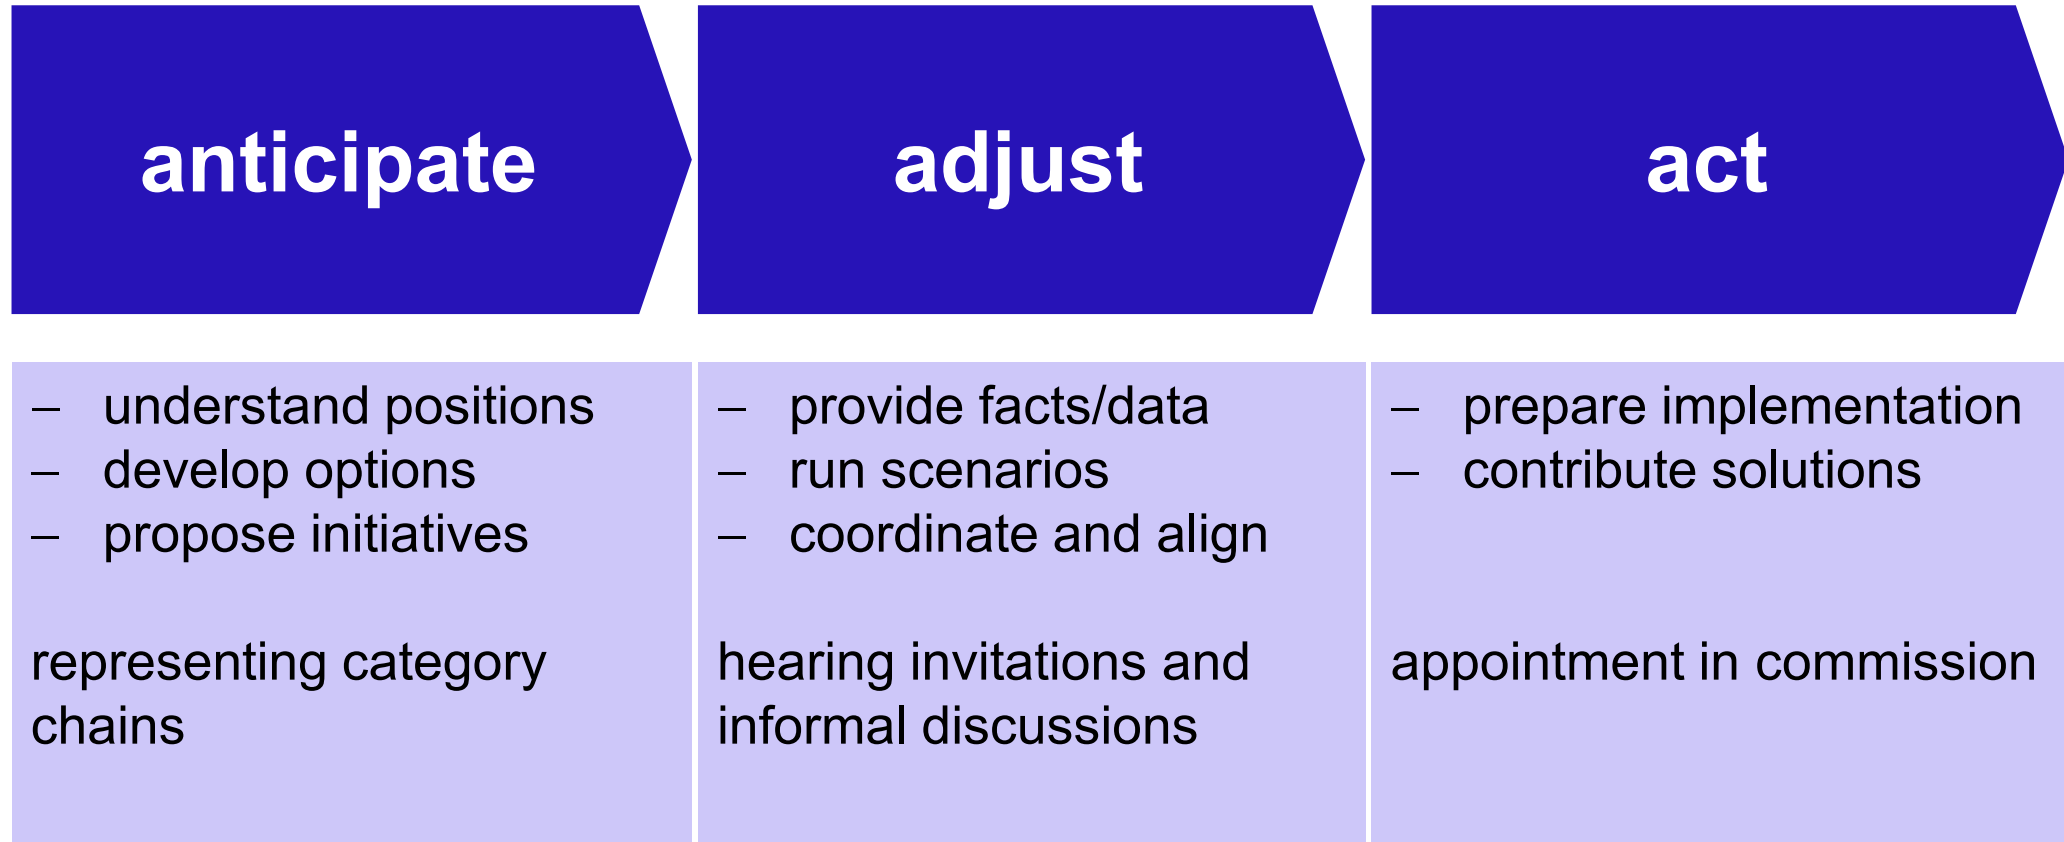 anticipate
adjust
act
– understand positions
– develop options
– propose initiatives
representing category
chains
– provide facts/data
– run scenarios
– coordinate and align
hearing invitations and
informal discussions
– prepare implementation
– contribute solutions
appointment in commission